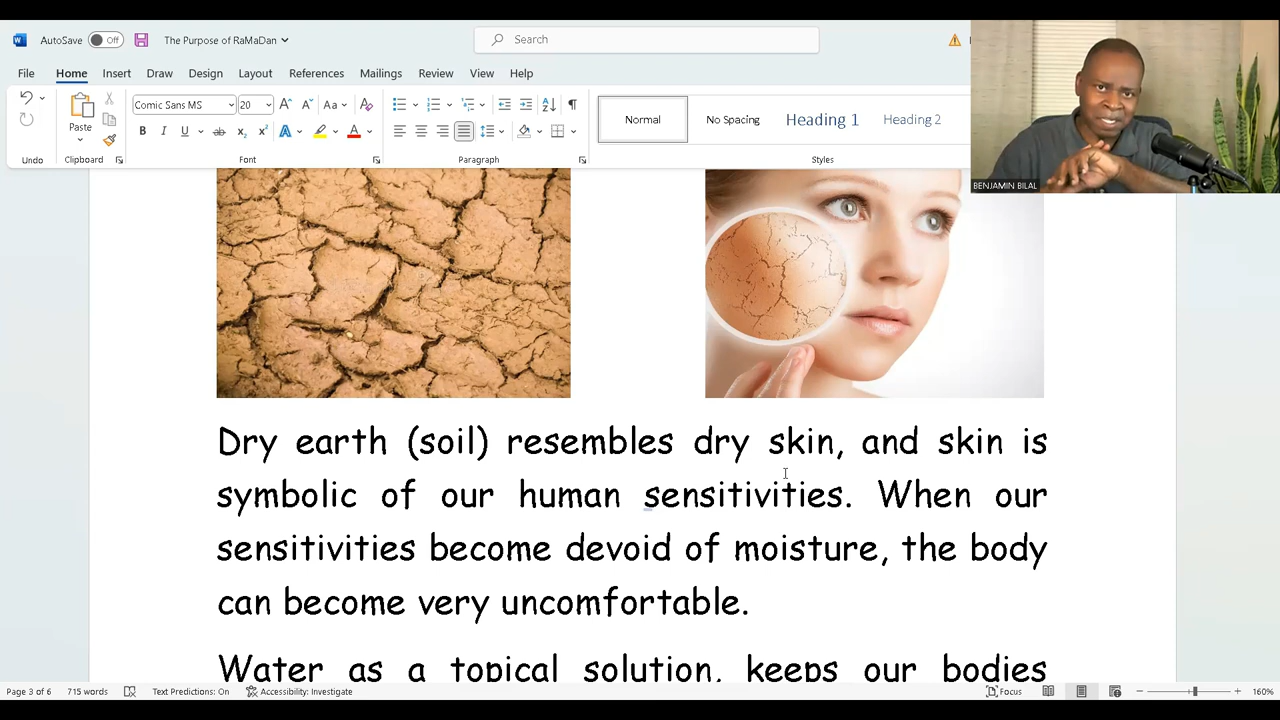 AutoSave Off The Purpose of RaMaDan Search
File Home Insert Draw Design Layout References Mailings Review View Help
Comic Sans MS 20 Aa
Paste
B I U ab x₂ x² A A
Normal No Spacing Heading 1 Heading 2
Undo Clipboard Font Paragraph Styles
BENJAMIN BILAL
Dry earth (soil) resembles dry skin, and skin is
symbolic of our human sensitivities. When our
sensitivities become devoid of moisture, the body
can become very uncomfortable.
Water as a topical solution, keeps our bodies
Page 3 of 6 715 words Text Predictions: On Accessibility: Investigate Focus 160%